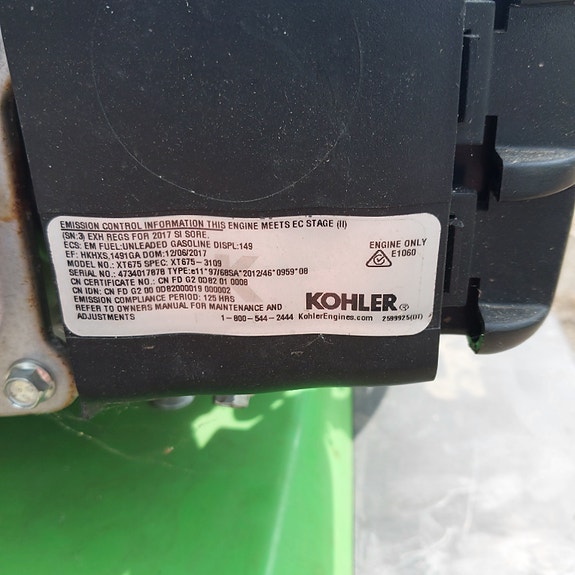 EMISSION CONTROL INFORMATION THIS ENGINE MEETS EC STAGE (II)
(SN:3) EXH REGS FOR 2017 SI SORE.
ECS: EM FUEL:UNLEADED GASOLINE DISPL:149
EF: HKHXS.1491GA DOM:12/06/2017
MODEL NO.: XT675 SPEC: XT675-3109
SERIAL NO.: 4734017878 TYPE:e11*97/68SA*2012/46*0959*08
CN CERTIFICATE NO.: CN FD G2 0D82 01 0008
CN IDN: CN FD G2 00 0D82000019 000002
EMISSION COMPLIANCE PERIOD: 125 HRS
REFER TO OWNERS MANUAL FOR MAINTENANCE AND
ADJUSTMENTS
1-800-544-2444
ENGINE ONLY
E1060
KOHLER®
KohlerEngines.com 2599925(DT)